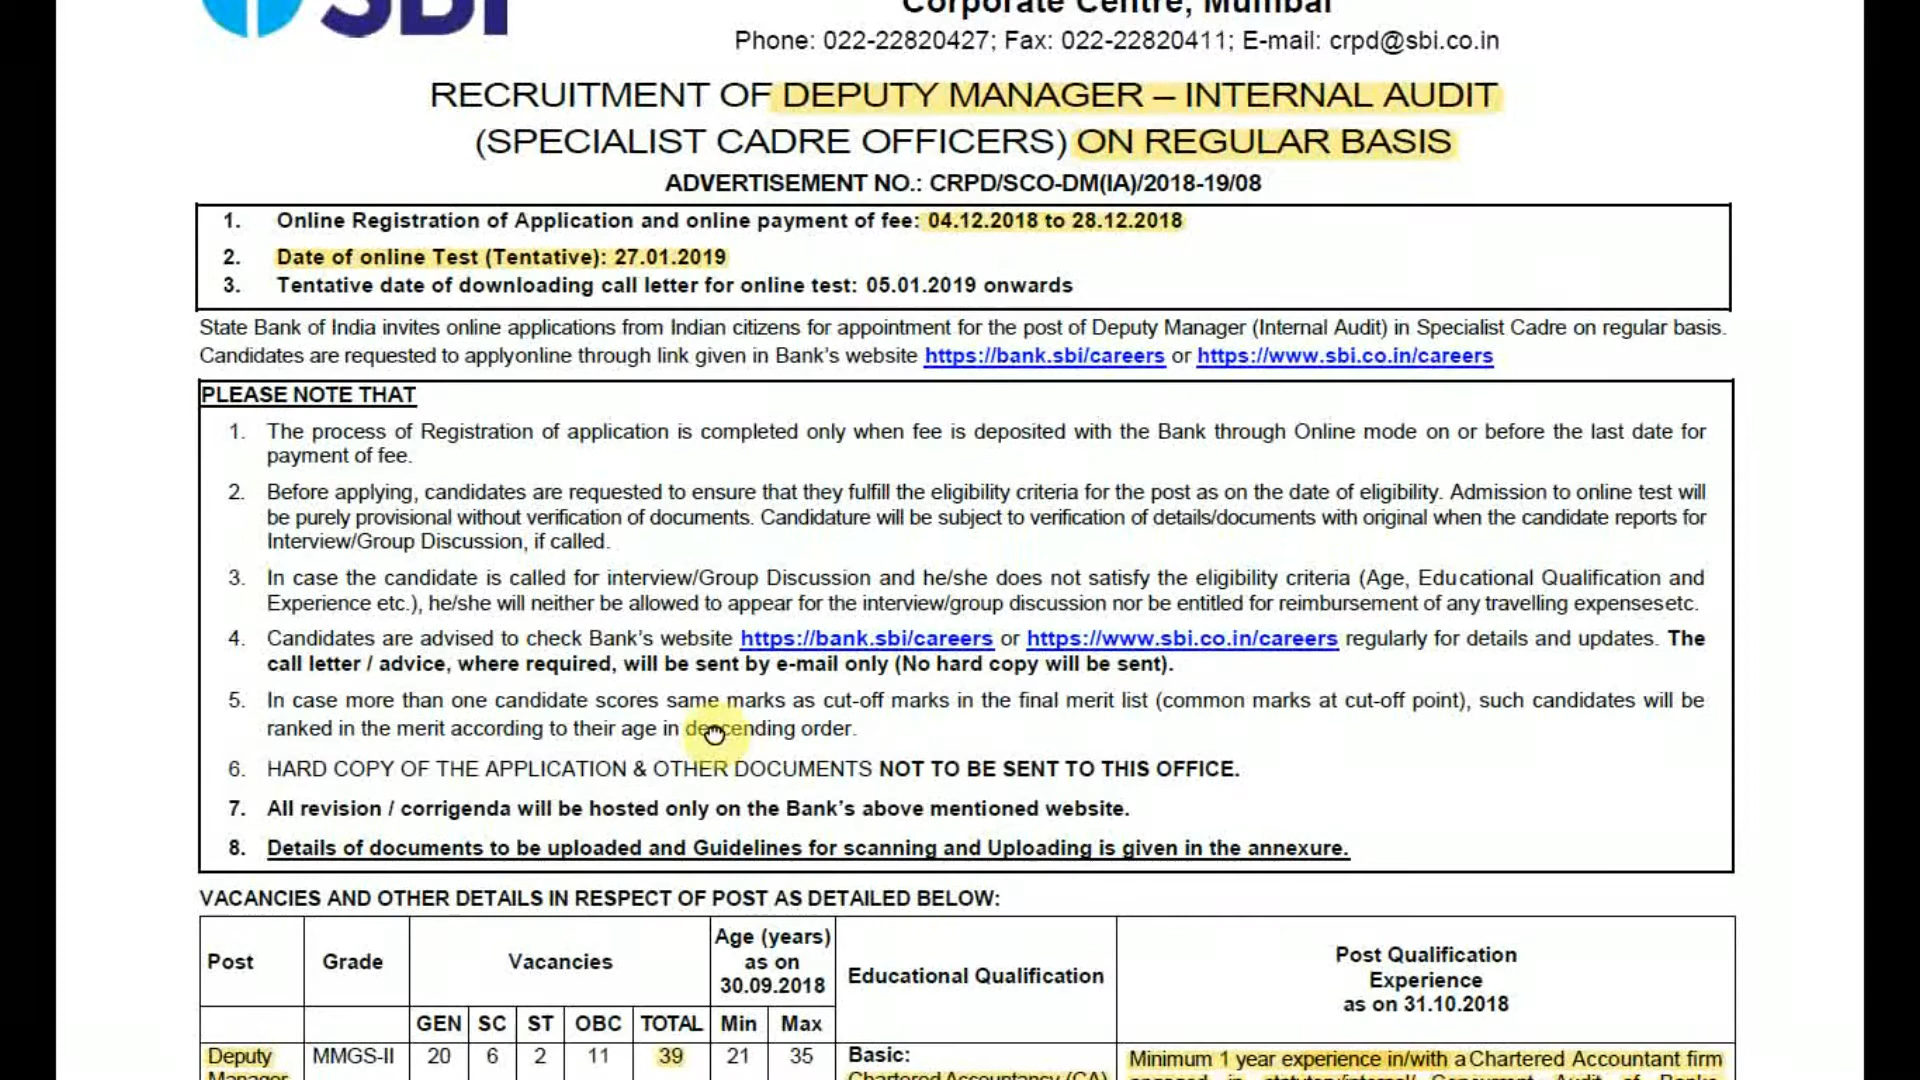 SBI
Corporate Centre, Mumbai
Phone: 022-22820427; Fax: 022-22820411; E-mail: crpd@sbi.co.in
RECRUITMENT OF DEPUTY MANAGER – INTERNAL AUDIT
(SPECIALIST CADRE OFFICERS) ON REGULAR BASIS
ADVERTISEMENT NO.: CRPD/SCO-DM(IA)/2018-19/08
1. Online Registration of Application and online payment of fee: 04.12.2018 to 28.12.2018
2. Date of online Test (Tentative): 27.01.2019
3. Tentative date of downloading call letter for online test: 05.01.2019 onwards
State Bank of India invites online applications from Indian citizens for appointment for the post of Deputy Manager (Internal Audit) in Specialist Cadre on regular basis.
Candidates are requested to applyonline through link given in Bank's website https://bank.sbi/careers or https://www.sbi.co.in/careers
PLEASE NOTE THAT
1. The process of Registration of application is completed only when fee is deposited with the Bank through Online mode on or before the last date for
payment of fee.
2. Before applying, candidates are requested to ensure that they fulfill the eligibility criteria for the post as on the date of eligibility. Admission to online test will
be purely provisional without verification of documents. Candidature will be subject to verification of details/documents with original when the candidate reports for
Interview/Group Discussion, if called.
3. In case the candidate is called for interview/Group Discussion and he/she does not satisfy the eligibility criteria (Age, Educational Qualification and
Experience etc.), he/she will neither be allowed to appear for the interview/group discussion nor be entitled for reimbursement of any travelling expensesetc.
4. Candidates are advised to check Bank's website https://bank.sbi/careers or https://www.sbi.co.in/careers regularly for details and updates. The
call letter / advice, where required, will be sent by e-mail only (No hard copy will be sent).
5. In case more than one candidate scores same marks as cut-off marks in the final merit list (common marks at cut-off point), such candidates will be
ranked in the merit according to their age in descending order.
6. HARD COPY OF THE APPLICATION & OTHER DOCUMENTS NOT TO BE SENT TO THIS OFFICE.
7. All revision / corrigenda will be hosted only on the Bank's above mentioned website.
8. Details of documents to be uploaded and Guidelines for scanning and Uploading is given in the annexure.
VACANCIES AND OTHER DETAILS IN RESPECT OF POST AS DETAILED BELOW:
Post Grade Vacancies Age (years) as on 30.09.2018 Educational Qualification Post Qualification Experience as on 31.10.2018
GEN SC ST OBC TOTAL Min Max
Deputy MMGS-II 20 6 2 11 39 21 35 Basic: Minimum 1 year experience in/with a Chartered Accountant firm
Manager Chartered Accountancy (CA) engaged in statutory/internal/ Concurrent Audit of Banks